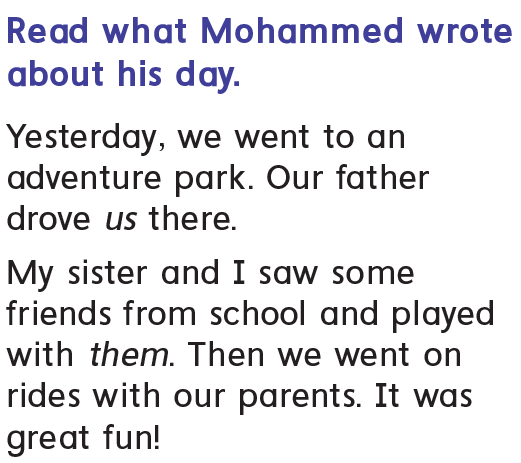 Read what Mohammed wrote
about his day.
Yesterday, we went to an
adventure park. Our father
drove us there.
My sister and I saw some
friends from school and played
with them. Then we went on
rides with our parents. It was
great fun!